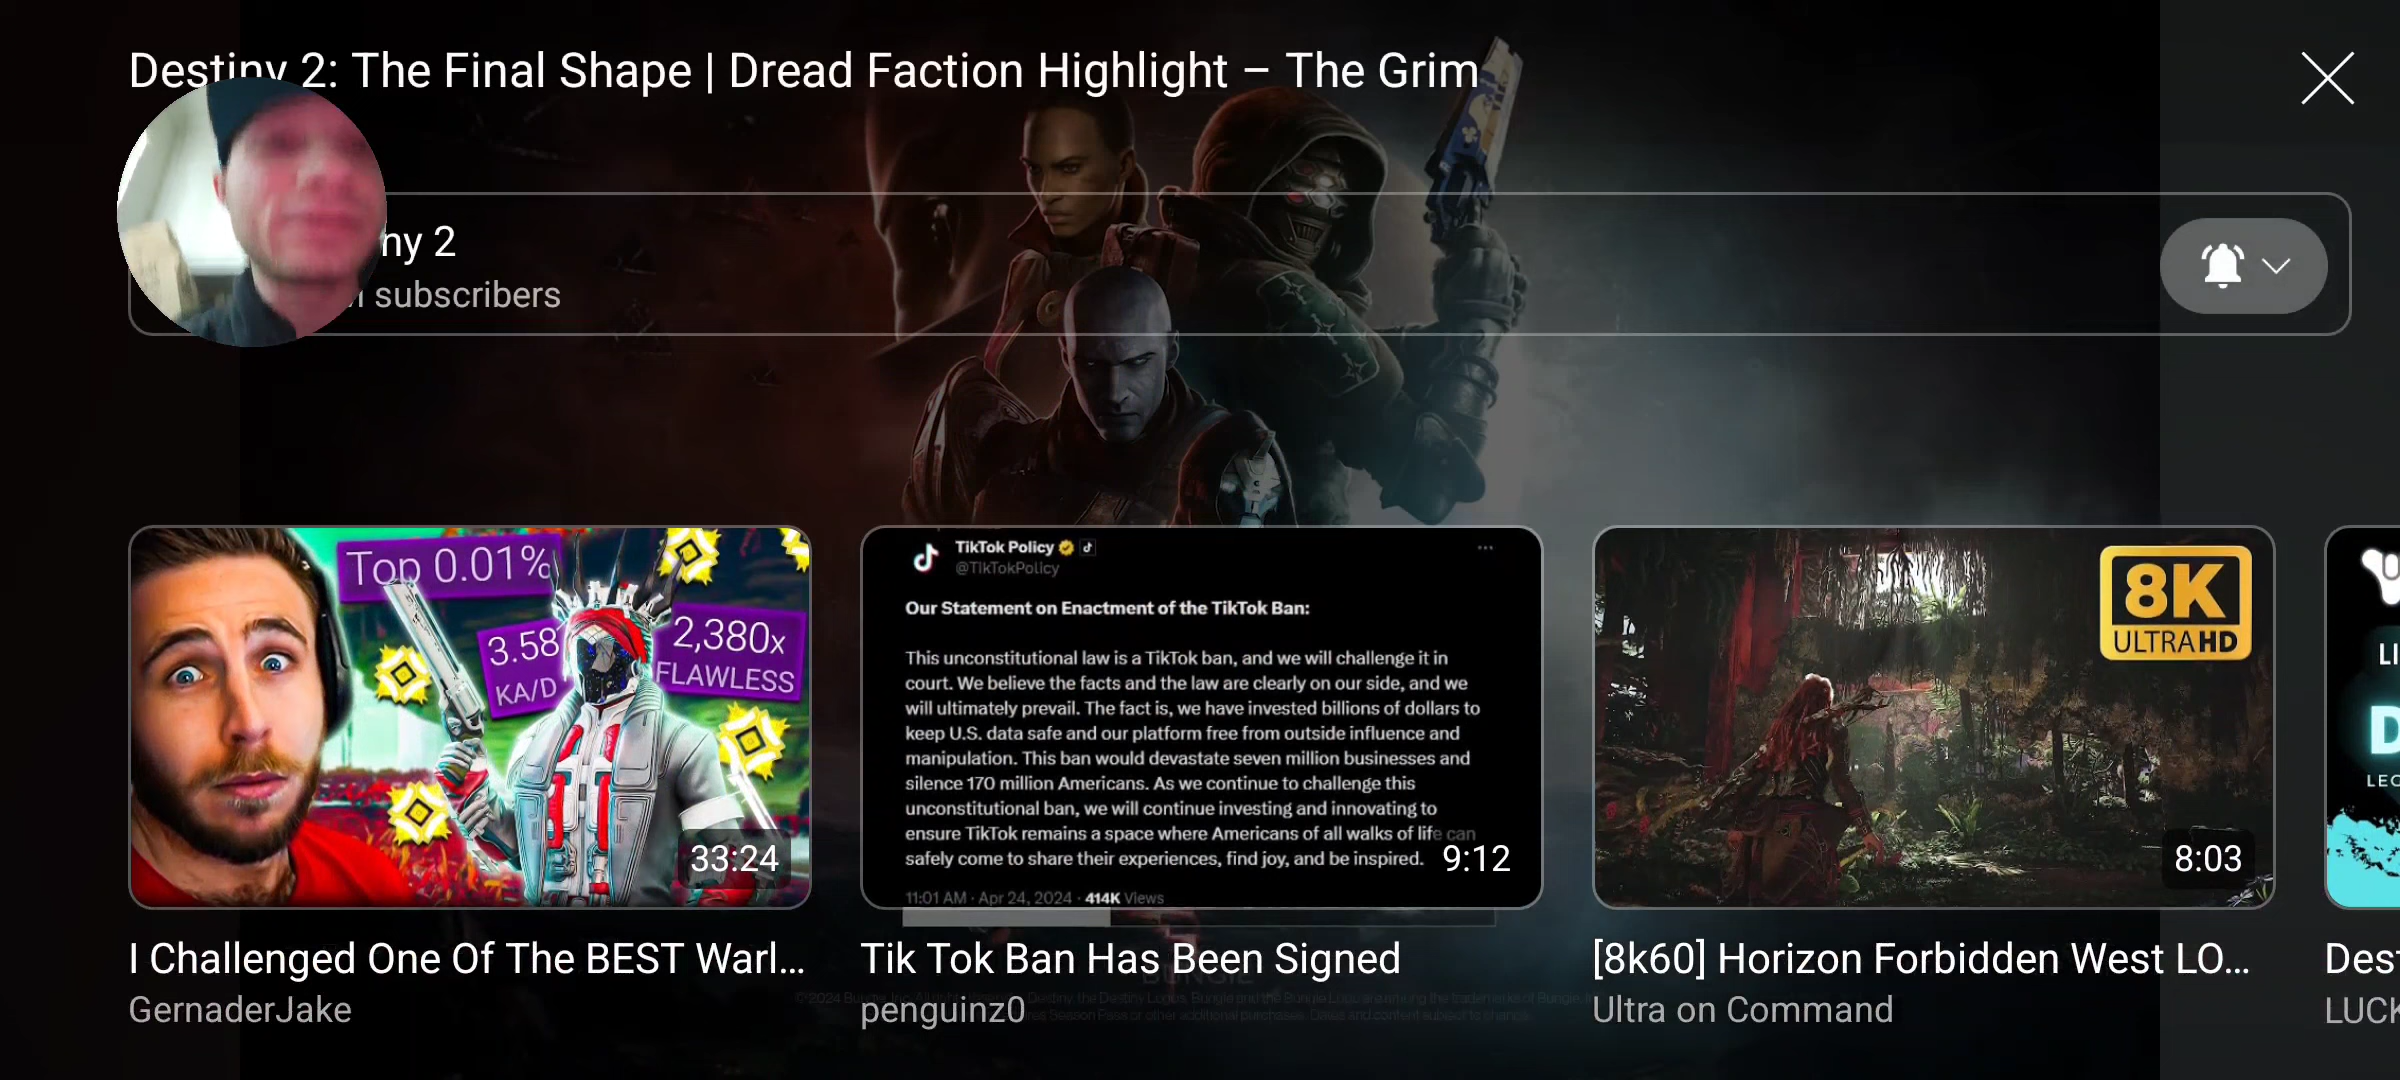 Destiny 2: The Final Shape | Dread Faction Highlight – The Grim
ny 2
subscribers
Top 0.01%
3.58
KA/D
2,380x
FLAWLESS
33:24
TikTok Policy
@TikTokPolicy
Our Statement on Enactment of the TikTok Ban:
This unconstitutional law is a TikTok ban, and we will challenge it in
court. We believe the facts and the law are clearly on our side, and we
will ultimately prevail. The fact is, we have invested billions of dollars to
keep U.S. data safe and our platform free from outside influence and
manipulation. This ban would devastate seven million businesses and
silence 170 million Americans. As we continue to challenge this
unconstitutional ban, we will continue investing and innovating to
ensure TikTok remains a space where Americans of all walks of life can
safely come to share their experiences, find joy, and be inspired.
9:12
11:01 AM · Apr 24, 2024 · 414K Views
8K
ULTRA HD
8:03
LI
D
LEC
I Challenged One Of The BEST Warl...
GernaderJake
Tik Tok Ban Has Been Signed
penguinz0
[8k60] Horizon Forbidden West LO...
Ultra on Command
Dest
LUCK
BUNGIE